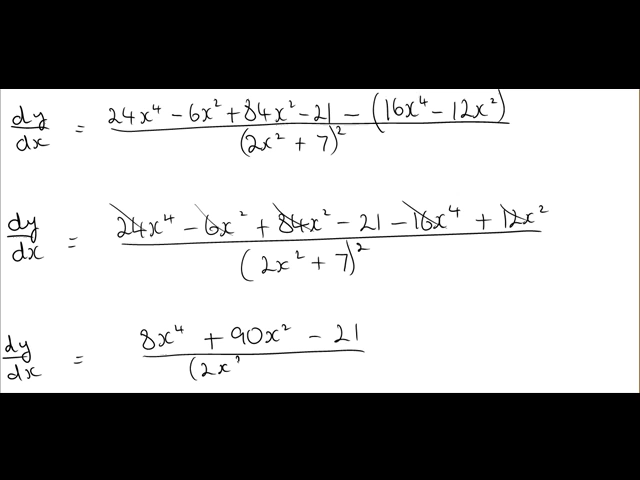 dy/dx = (24x⁴ − 6x² + 84x² − 21 − (16x⁴ − 12x²))/(2x² + 7)²
dy/dx = (24x⁴ − 6x² + 84x² − 21 − 16x⁴ + 12x²)/(2x² + 7)²
dy/dx = (8x⁴ + 90x² − 21)/(2x²